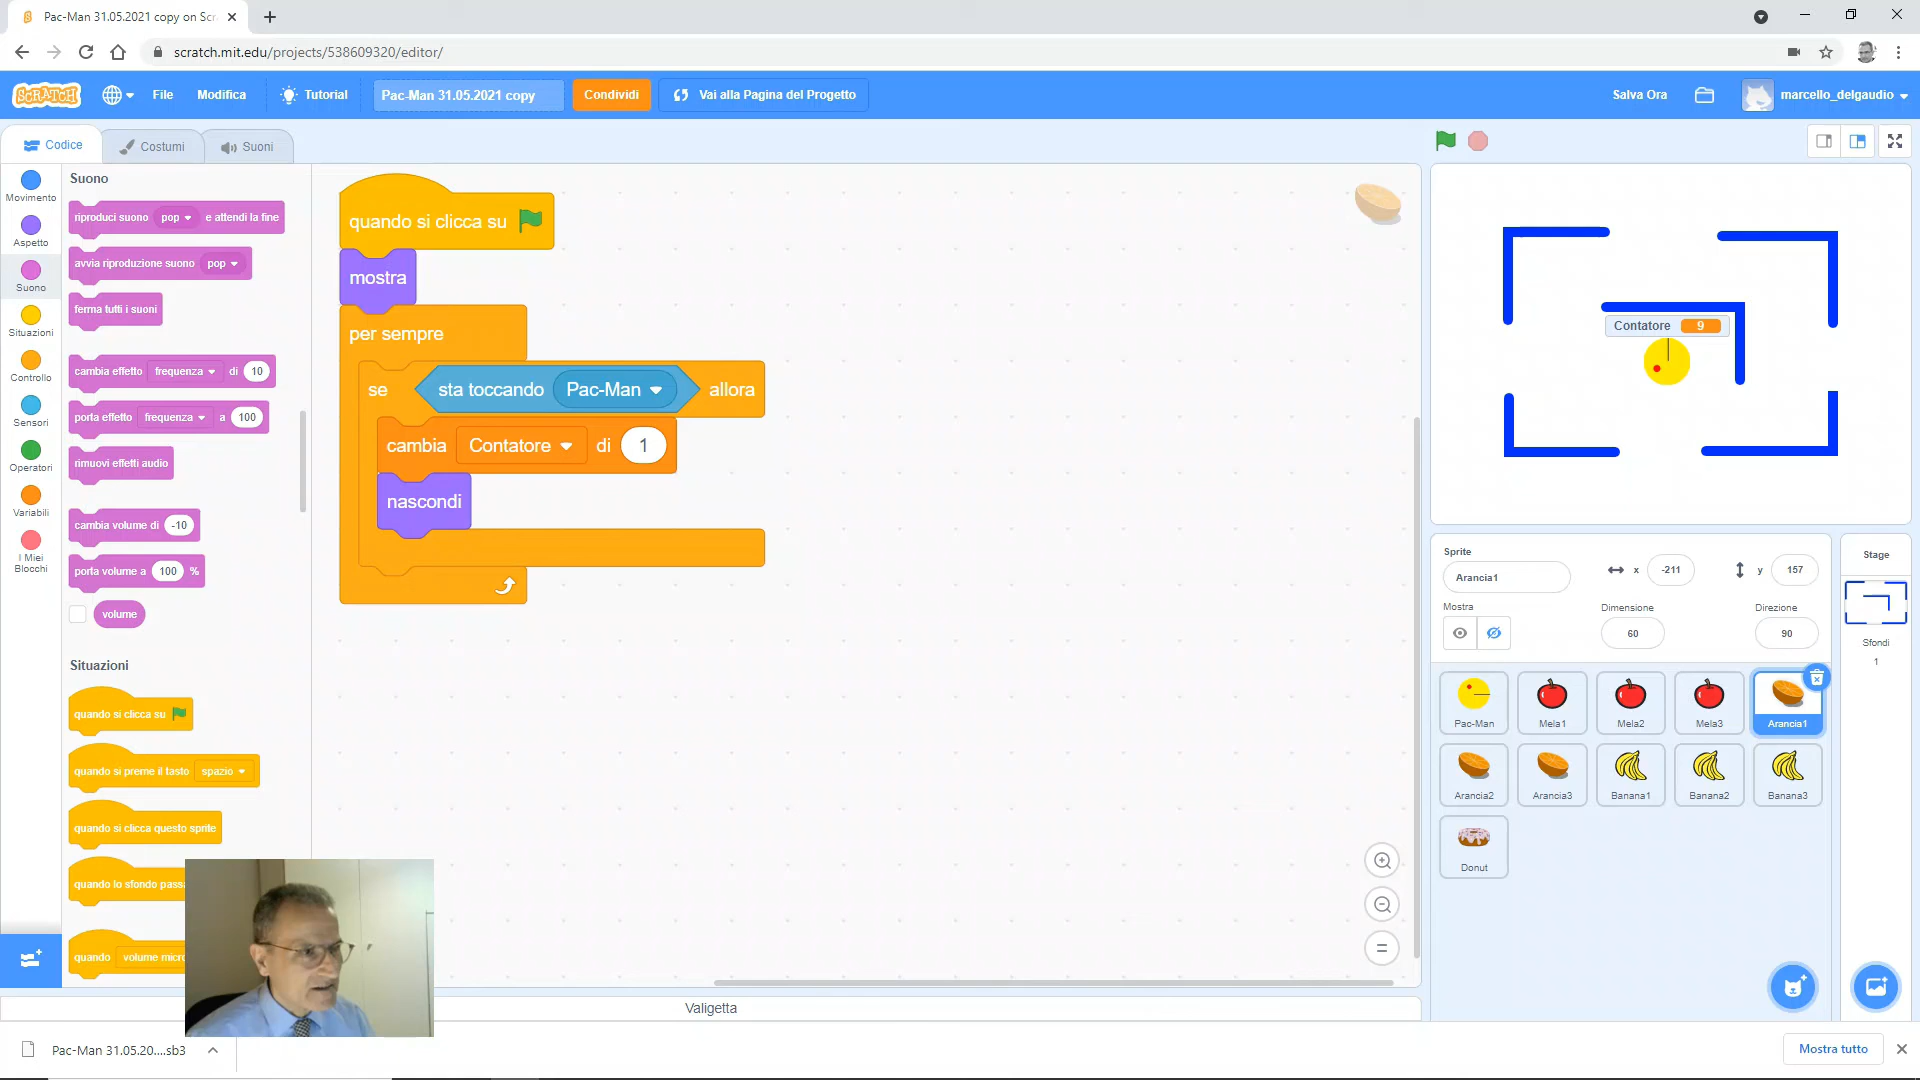 Pac-Man 31.05.2021 copy on Scr
scratch.mit.edu/projects/538609320/editor/
SCRATCH
File
Modifica
Tutorial
Pac-Man 31.05.2021 copy
Condividi
Vai alla Pagina del Progetto
Salva Ora
marcello_delgaudio
Codice
Costumi
Suoni
Movimento
Aspetto
Suono
Situazioni
Controllo
Sensori
Operatori
Variabili
I Miei
Blocchi
Suono
riproduci suono pop e attendi la fine
avvia riproduzione suono pop
ferma tutti i suoni
cambia effetto frequenza di 10
porta effetto frequenza a 100
rimuovi effetti audio
cambia volume di -10
porta volume a 100 %
volume
Situazioni
quando si clicca su
quando si preme il tasto spazio
quando si clicca questo sprite
quando lo sfondo pass
quando volume micro
quando si clicca su
mostra
per sempre
se sta toccando Pac-Man allora
cambia Contatore di 1
nascondi
Contatore 9
Sprite
Arancia1
x -211
y 157
Mostra
Dimensione
60
Direzione
90
Stage
Sfondi
1
Pac-Man
Mela1
Mela2
Mela3
Arancia1
Arancia2
Arancia3
Banana1
Banana2
Banana3
Donut
Valigetta
Pac-Man 31.05.20....sb3
Mostra tutto